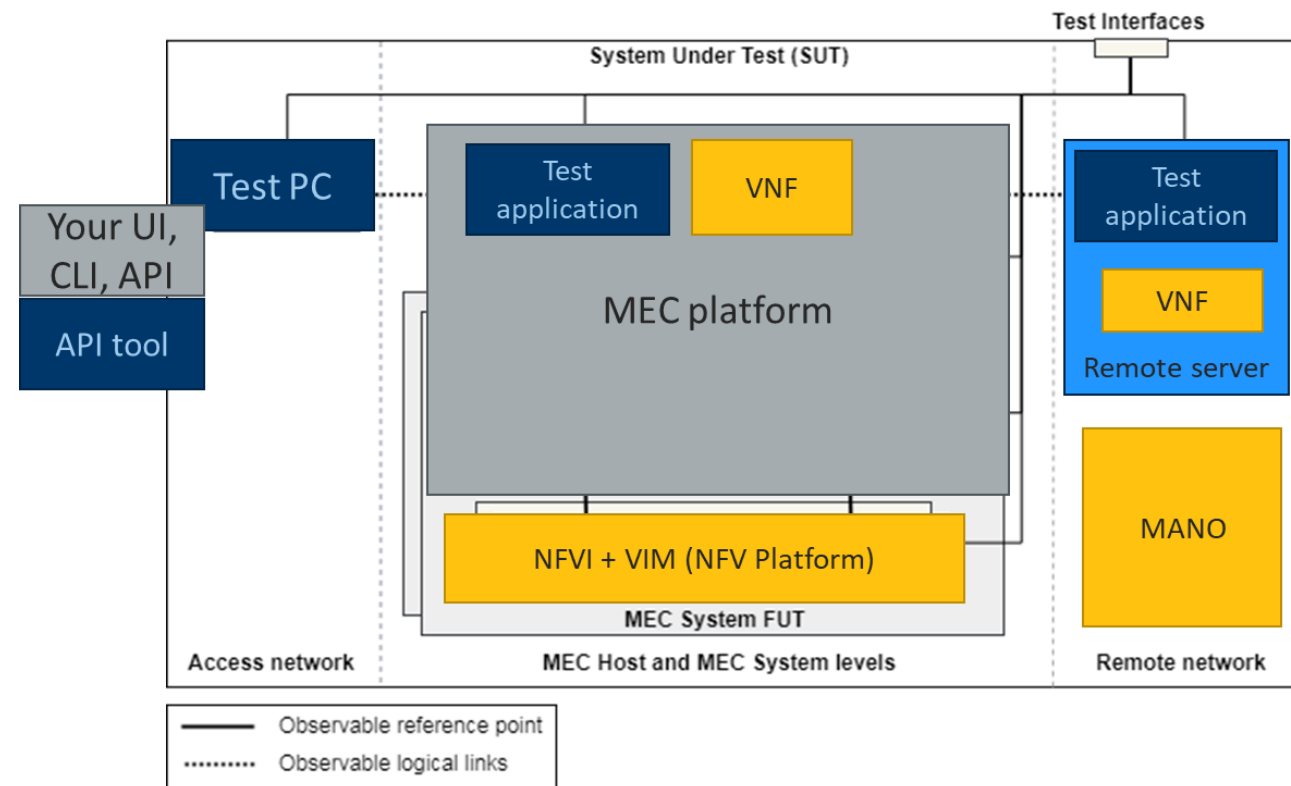 Test Interfaces
System Under Test (SUT)
Test PC
Your UI,
CLI, API
API tool
Test
application
VNF
MEC platform
NFVI + VIM (NFV Platform)
MEC System FUT
Test
application
VNF
Remote server
MANO
Access network
MEC Host and MEC System levels
Remote network
Observable reference point
Observable logical links